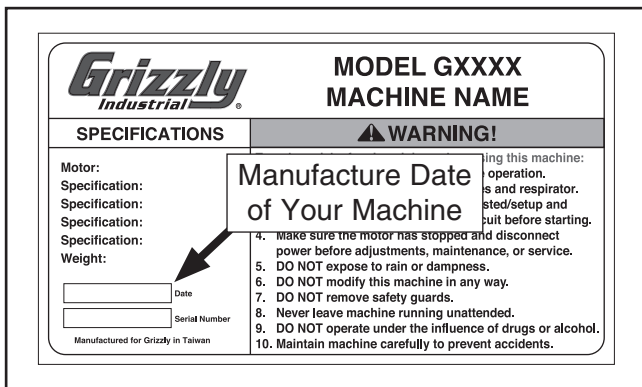 Grizzly
Industrial ®
MODEL GXXXX
MACHINE NAME
SPECIFICATIONS
WARNING!
Motor:
Specification:
Specification:
Specification:
Specification:
Weight:
Date
Serial Number
Manufactured for Grizzly in Taiwan
Manufacture Date
of Your Machine
using this machine:
operation.
and respirator.
setup and
before starting.
4. Make sure the motor has stopped and disconnect
power before adjustments, maintenance, or service.
5. DO NOT expose to rain or dampness.
6. DO NOT modify this machine in any way.
7. DO NOT remove safety guards.
8. Never leave machine running unattended.
9. DO NOT operate under the influence of drugs or alcohol.
10. Maintain machine carefully to prevent accidents.